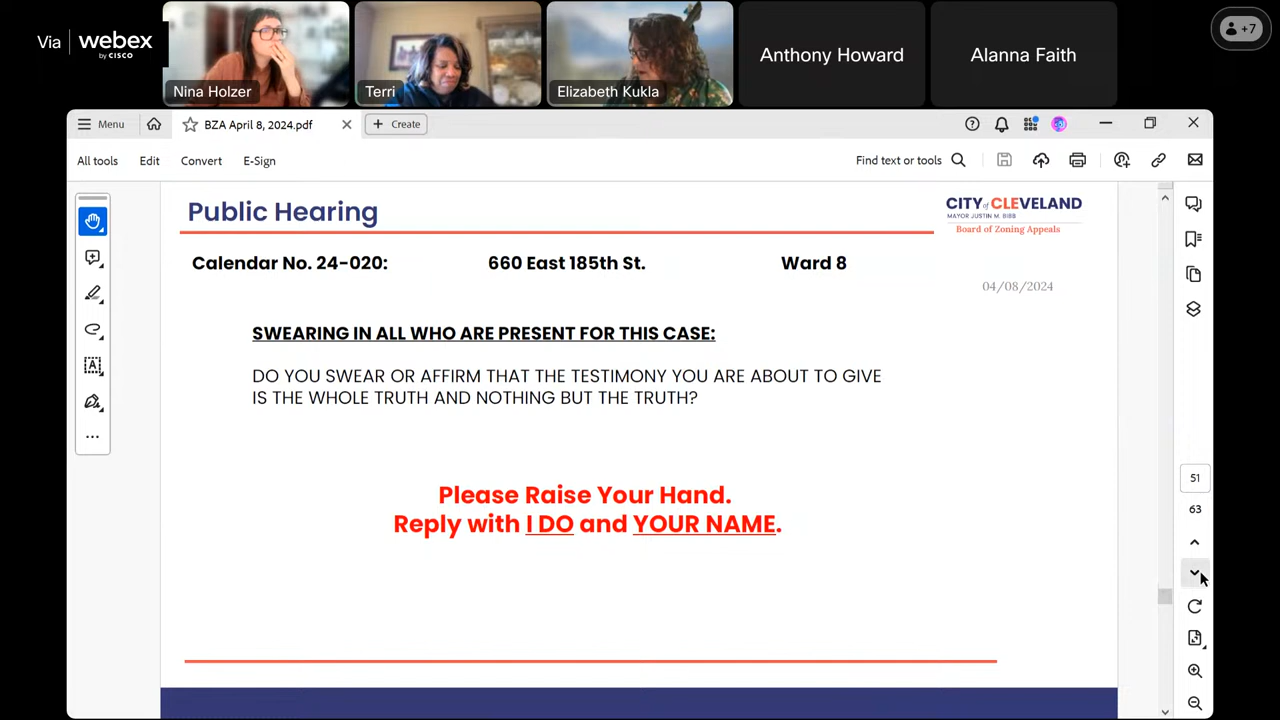 Via webex
by CISCO
Nina Holzer
Terri
Elizabeth Kukla
Anthony Howard
Alanna Faith
+7
Menu
BZA April 8, 2024.pdf
Create
All tools
Edit
Convert
E-Sign
Find text or tools
Public Hearing
CITY of CLEVELAND
MAYOR JUSTIN M. BIBB
Board of Zoning Appeals
Calendar No. 24-020: 660 East 185th St. Ward 8
04/08/2024
SWEARING IN ALL WHO ARE PRESENT FOR THIS CASE:
DO YOU SWEAR OR AFFIRM THAT THE TESTIMONY YOU ARE ABOUT TO GIVE
IS THE WHOLE TRUTH AND NOTHING BUT THE TRUTH?
Please Raise Your Hand.
Reply with I DO and YOUR NAME.
51
63